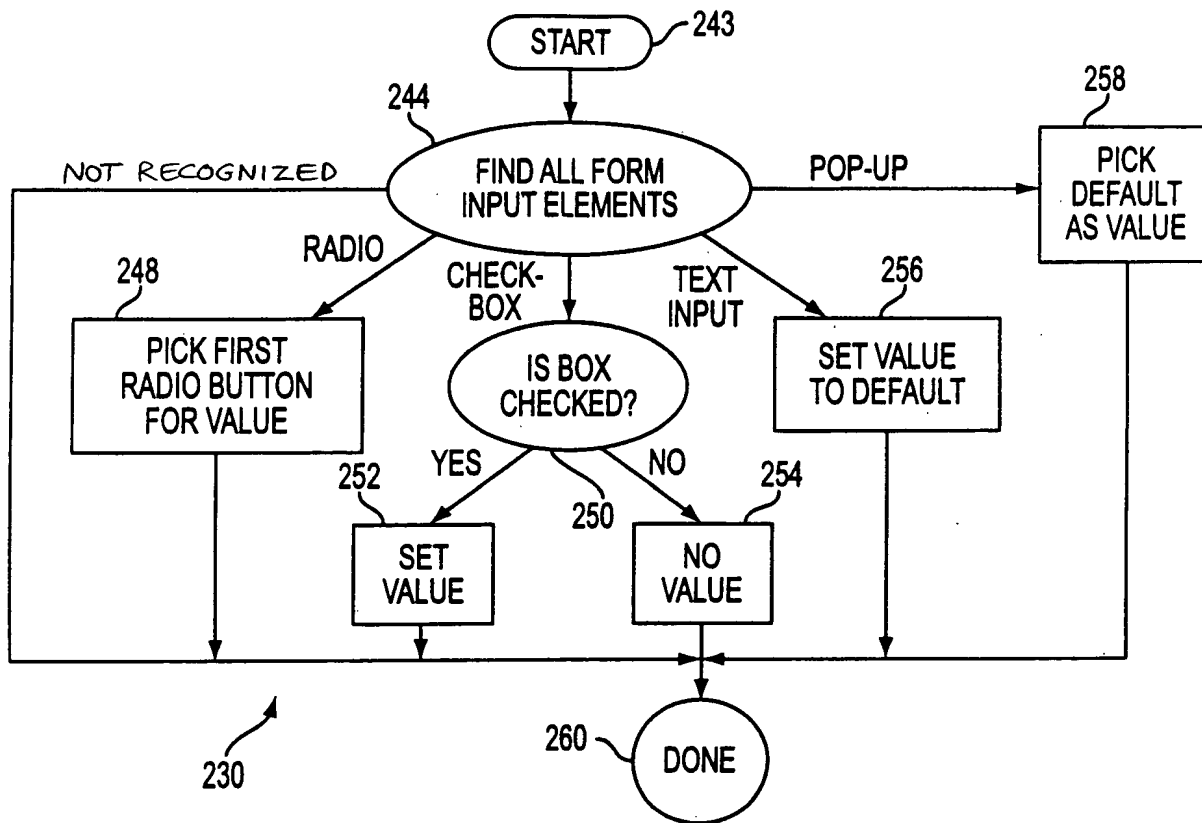 START
243
244
258
NOT RECOGNIZED
FIND ALL FORM
INPUT ELEMENTS
POP-UP
PICK
DEFAULT
AS VALUE
RADIO
CHECK-
BOX
TEXT
INPUT
248
256
PICK FIRST
RADIO BUTTON
FOR VALUE
IS BOX
CHECKED?
SET VALUE
TO DEFAULT
YES
NO
252
250
254
SET
VALUE
NO
VALUE
230
260
DONE